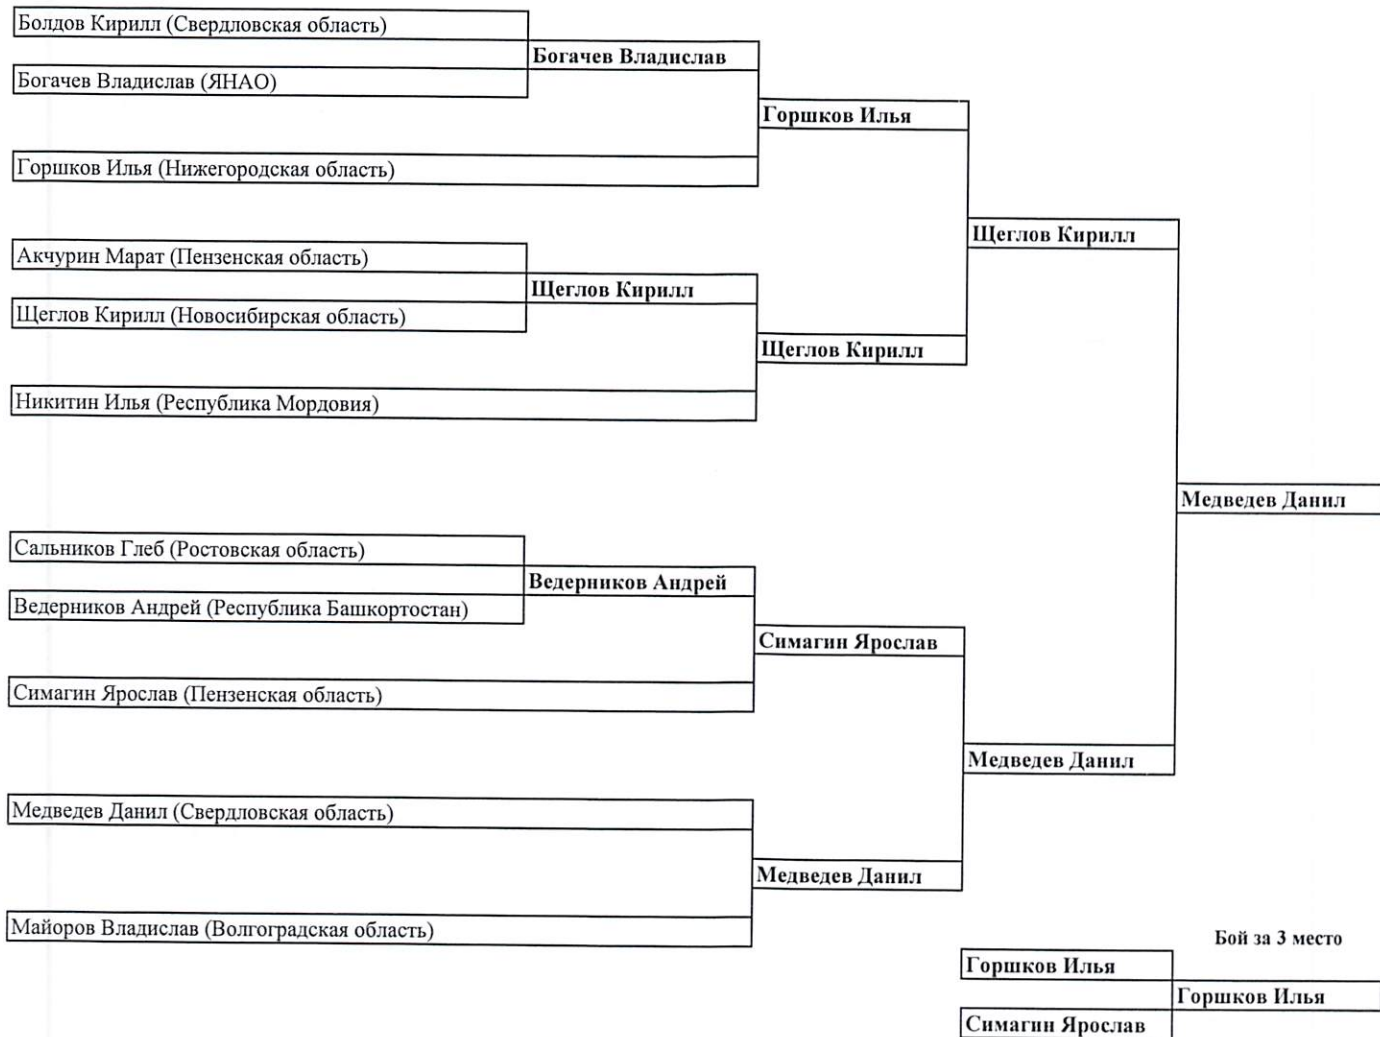 Болдов Кирилл (Свердловская область)
Богачев Владислав
Богачев Владислав (ЯНАО)
Горшков Илья
Горшков Илья (Нижегородская область)
Щеглов Кирилл
Акчурин Марат (Пензенская область)
Щеглов Кирилл
Щеглов Кирилл (Новосибирская область)
Щеглов Кирилл
Никитин Илья (Республика Мордовия)
Медведев Данил
Сальников Глеб (Ростовская область)
Ведерников Андрей
Ведерников Андрей (Республика Башкортостан)
Симагин Ярослав
Симагин Ярослав (Пензенская область)
Медведев Данил
Медведев Данил (Свердловская область)
Медведев Данил
Майоров Владислав (Волгоградская область)
Бой за 3 место
Горшков Илья
Горшков Илья
Симагин Ярослав